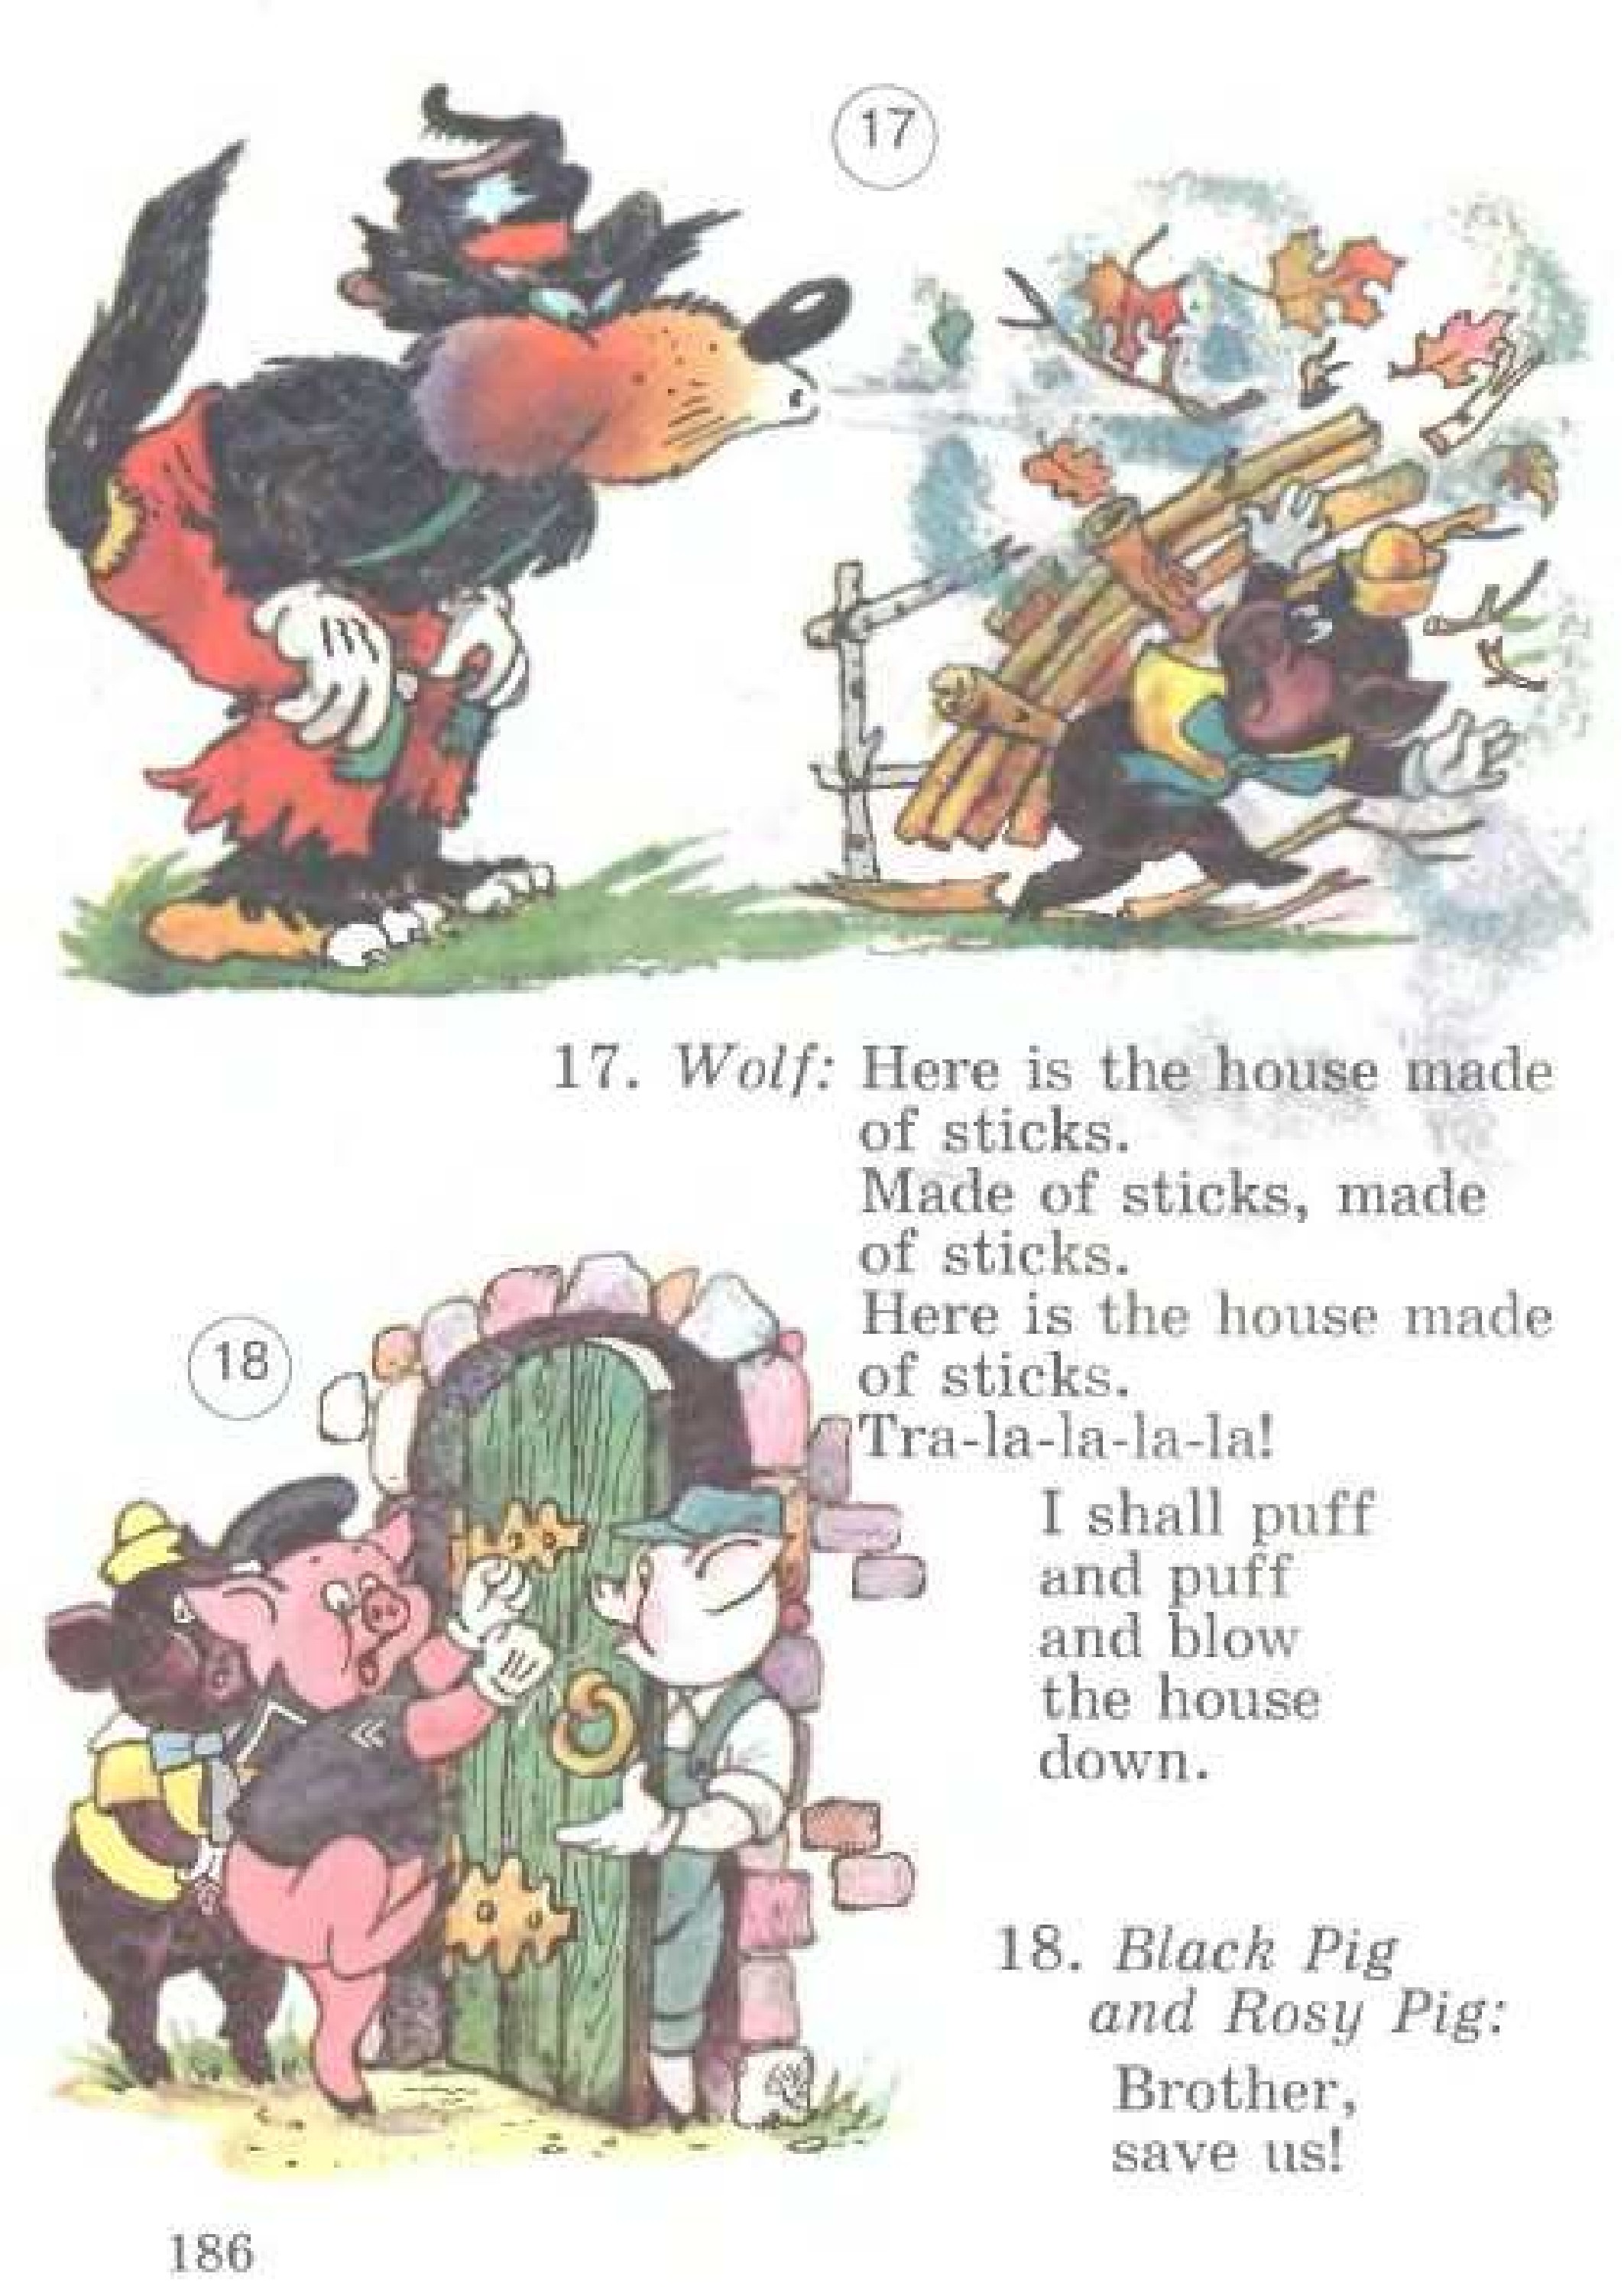 17
17. Wolf: Here is the house made
of sticks.
Made of sticks, made
of sticks.
Here is the house made
of sticks.
Tra-la-la-la-la!
I shall puff
and puff
and blow
the house
down.
18
18. Black Pig
and Rosy Pig:
Brother,
save us!
186